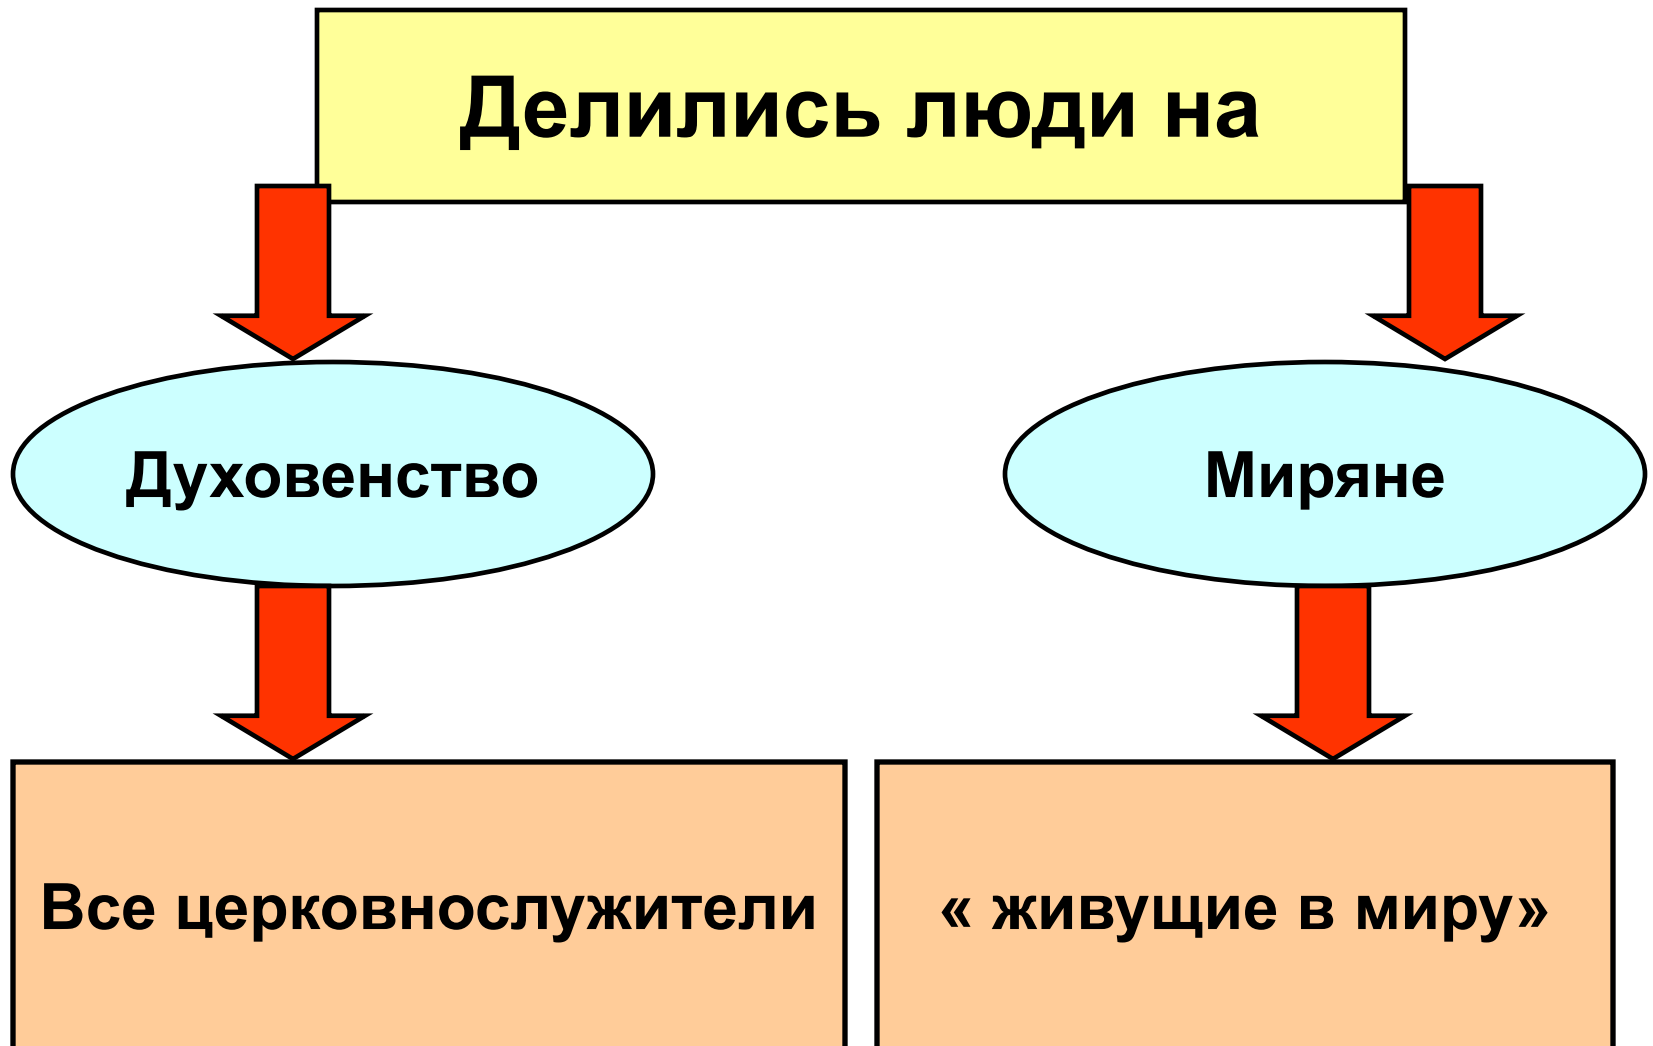 Делились люди на
Духовенство
Миряне
Все церковнослужители
« живущие в миру»